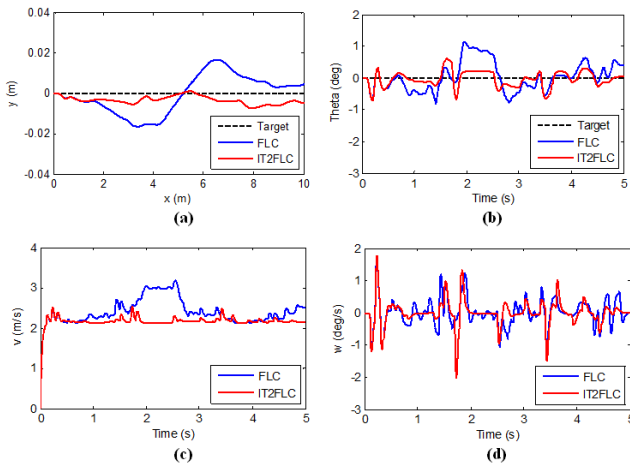 0.04
0.02
0
-0.02
-0.04
y (m)
0 2 4 6 8 10
x (m)
Target
FLC
IT2FLC
(a)
2
1
0
-1
-2
-3
Theta (deg)
0 1 2 3 4 5
Time (s)
Target
FLC
IT2FLC
(b)
4
3
2
1
0
v (m/s)
0 1 2 3 4 5
Time (s)
FLC
IT2FLC
(c)
2
1
0
-1
-2
-3
w (deg/s)
0 1 2 3 4 5
Time (s)
FLC
IT2FLC
(d)